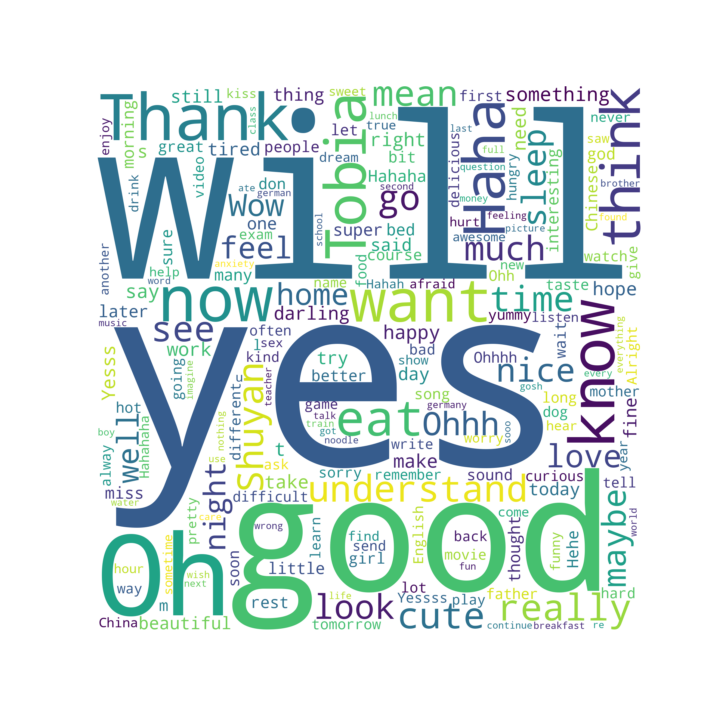 still
kiss
thing
sweet
mean
first
something
Thank
enjoy
morning
s
great
tired
people
class
let
true
lunch
last
full
never
need
saw
god
right
bit
dream
video
drink
Tobia
Haha
delicious
hungry
question
sleep
interesting
Chinese
brother
think
Hahaha
second
money
go
hurt
feeling
found
ate
don
german
Wow
one
exam
super
bed
awesome
picture
school
said
Will
another
sure
help
word
anxiety
many
feel
food
course
much
new
Ohh
taste
watch
give
say
now
home
name
Hahah
afraid
want
yummy
time
hope
later
music
darling
listen
see
yes
often
l
sex
happy
bad
Ohhhh
wait
know
everything
Yesss
work
going
kind
try
better
show
day
nice
gosh
every
Alright
mother
imagine
teacher
different
u
game
song
germany
long
dog
fine
hot
Hahahaha
well
boy
nothing
Shuyan
talk
train
got
noodle
eat
Ohhh
write
worry
sooo
hear
alway
use
t
ask
sorry
remember
make
sound
curious
love
year
miss
water
night
pretty
care
take
difficult
understand
today
tell
world
Oh
good
wrong
learn
find
send
girl
back
movie
fun
English
thought
come
funny
Hehe
maybe
hour
way
m
sometime
wish
next
soon
little
life
lot
father
hard
rest
look
Yessss
play
really
China
beautiful
tomorrow
cute
continue
breakfast
re